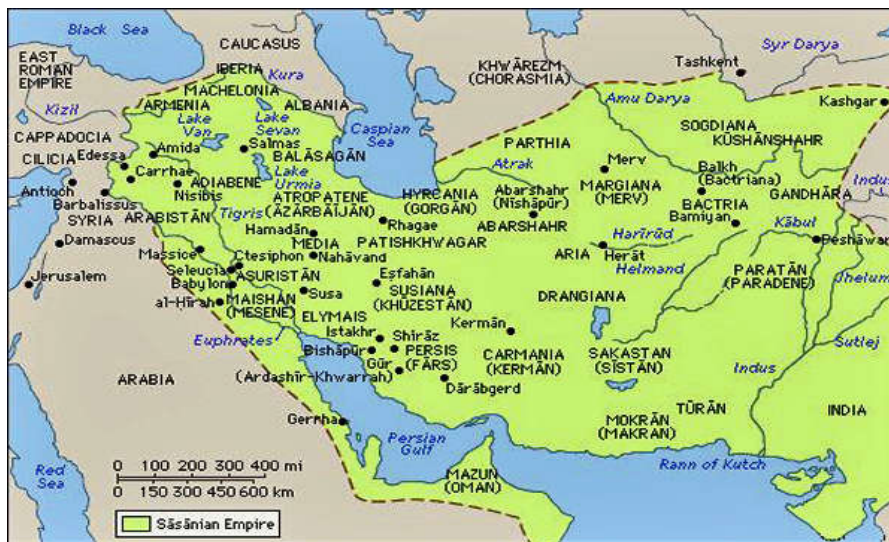 Black Sea
CAUCASUS
EAST
ROMAN
EMPIRE
IBERIA
Kura
MACHELONIA
ARMENIA
ALBANIA
Kizil
Lake
Van
Lake
Sevan
Caspian
Sea
KHWĀREZM
(CHORASMIA)
Tashkent
Syr Darya
Amu Darya
Kashgar
SOGDIANA
KŪSHĀNSHAHR
CAPPADOCIA
CILICIA
Edessa
Amida
Salmas
BALĀSAGĀN
PARTHIA
Atrak
Merv
MARGIANA
(MERV)
Balkh
(Bactriana)
GANDHĀRA
Indus
Carrhae
ADIABENE
Nisibis
Lake
Urmia
Antioch
Barbalissus
SYRIA
ARABISTĀN
Tigris
ATROPATENE
(ĀZĀRBĀIJĀN)
HYRCANIA
(GORGĀN)
Abarshahr
(Nīshāpūr)
ABARSHAHR
BACTRIA
Bamiyan
Kābul
Rhagae
Hamadān
MEDIA
PATISHKHWAGAR
Harīrūd
ARIA
Herāt
Peshāwar
Damascus
Massice
Ctesiphon
Nahāvand
Helmand
PARATĀN
(PARADENE)
Jhelum
Seleucia
ASURISTĀN
Eṣfahān
Jerusalem
Babylon
al-Ḥīrah
MAISHĀN
(MESENE)
Susa
SUSIANA
(KHŪZESTĀN)
DRANGIANA
ELYMAIS
Istakhr
Shīrāz
Kermān
Euphrates
Bishāpūr
PERSIS
(FĀRS)
Gūr
(Ardashīr-Khwarrah)
CARMANIA
(KERMĀN)
SAKASTAN
(SĪSTĀN)
Indus
Sutlej
ARABIA
Dārābgerd
TŪRĀN
INDIA
MOKRĀN
(MAKRAN)
Gerrha
Persian
Gulf
Rann of Kutch
Red
Sea
MAZUN
(OMAN)
0 100 200 300 400 mi
0 150 300 450 600 km
Sāsānian Empire